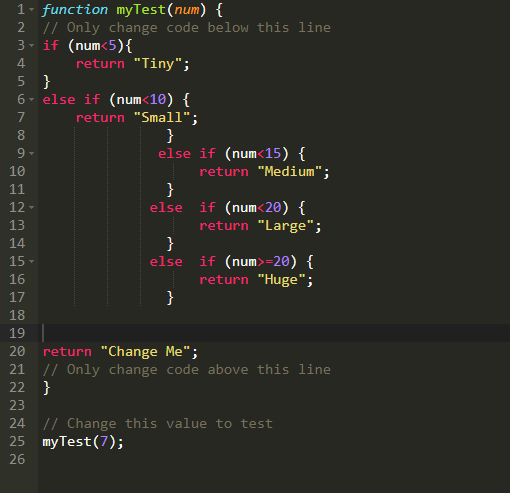 1 function myTest(num) {
2 // Only change code below this line
3 if (num<5){
4 return "Tiny";
5 }
6 else if (num<10) {
7 return "Small";
8 }
9 else if (num<15) {
10 return "Medium";
11 }
12 else  if (num<20) {
13 return "Large";
14 }
15 else  if (num>=20) {
16 return "Huge";
17 }
18
19
20 return "Change Me";
21 // Only change code above this line
22 }
23
24 // Change this value to test
25 myTest(7);
26